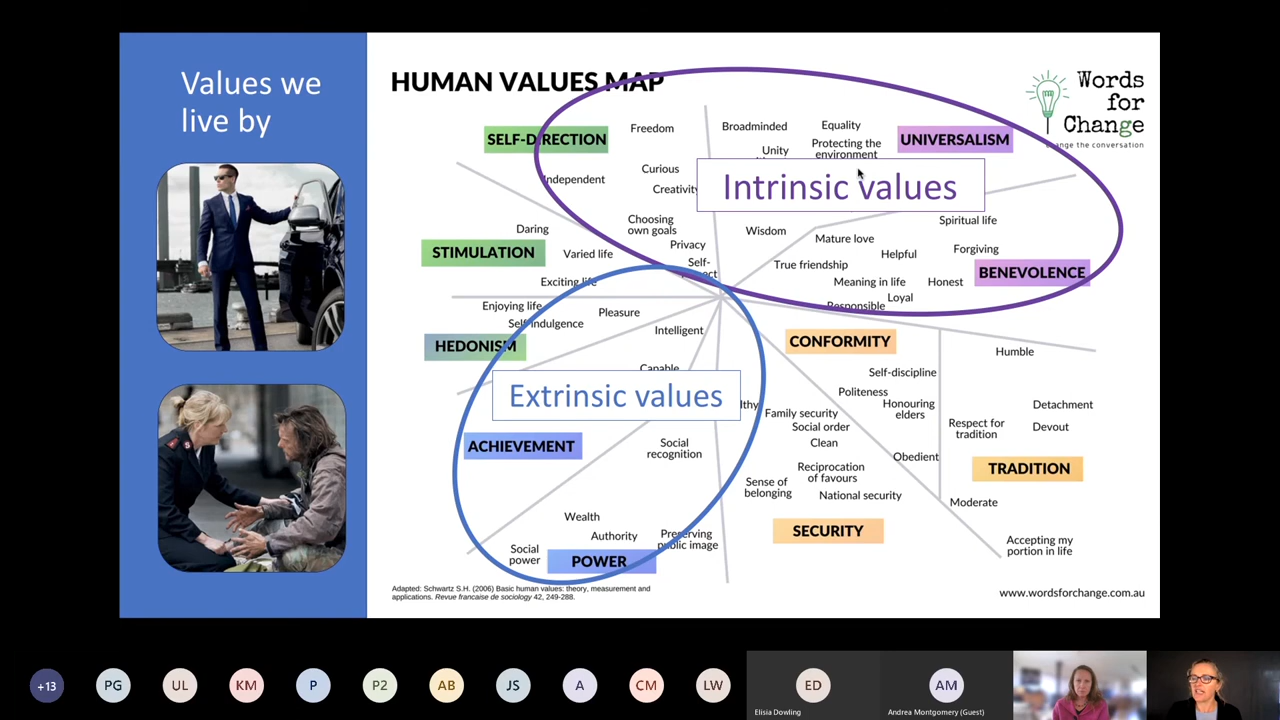 Values we
live by
HUMAN VALUES MAP
Words
for
Change
change the conversation
SELF-DIRECTION
Freedom
Broadminded
Equality
UNIVERSALISM
Unity
Protecting the
environment
Curious
Independent
Creativity
Intrinsic values
Choosing
own goals
Wisdom
Spiritual life
Daring
Privacy
Mature love
STIMULATION
Varied life
Self-
True friendship
Helpful
Forgiving
BENEVOLENCE
Exciting life
Meaning in life
Honest
Enjoying life
Pleasure
Responsible
Loyal
Self-indulgence
Intelligent
HEDONISM
CONFORMITY
Humble
Capable
Self-discipline
Extrinsic values
Politeness
Honouring
elders
Detachment
Family security
Social order
Respect for
tradition
Devout
ACHIEVEMENT
Social
recognition
Clean
Obedient
Reciprocation
of favours
TRADITION
Sense of
belonging
National security
Moderate
Wealth
Authority
Preserving
public image
SECURITY
Accepting my
portion in life
Social
power
POWER
Adapted: Schwartz S.H. (2006) Basic human values: theory, measurement and
applications. Revue francaise de sociologie 42, 249-288.
www.wordsforchange.com.au
+13
PG
UL
KM
P
P2
AB
JS
A
CM
LW
ED
AM
Elisia Dowling
Andrea Montgomery (Guest)